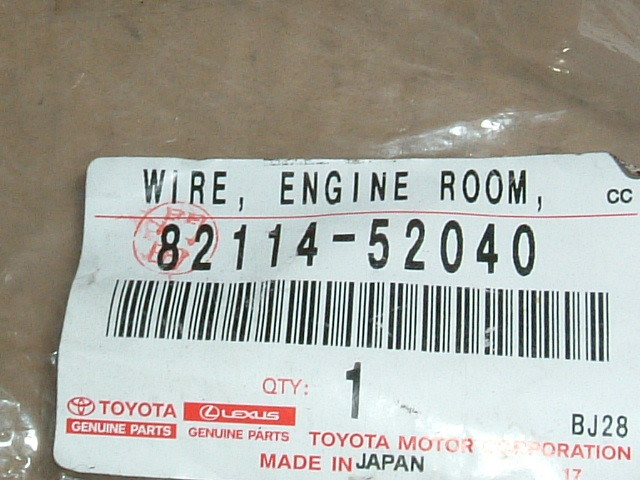 WIRE, ENGINE ROOM, CC
82114-52040
QTY: 1
BJ28
TOYOTA LEXUS
GENUINE PARTS GENUINE PARTS
TOYOTA MOTOR CORPORATION
MADE IN JAPAN
17